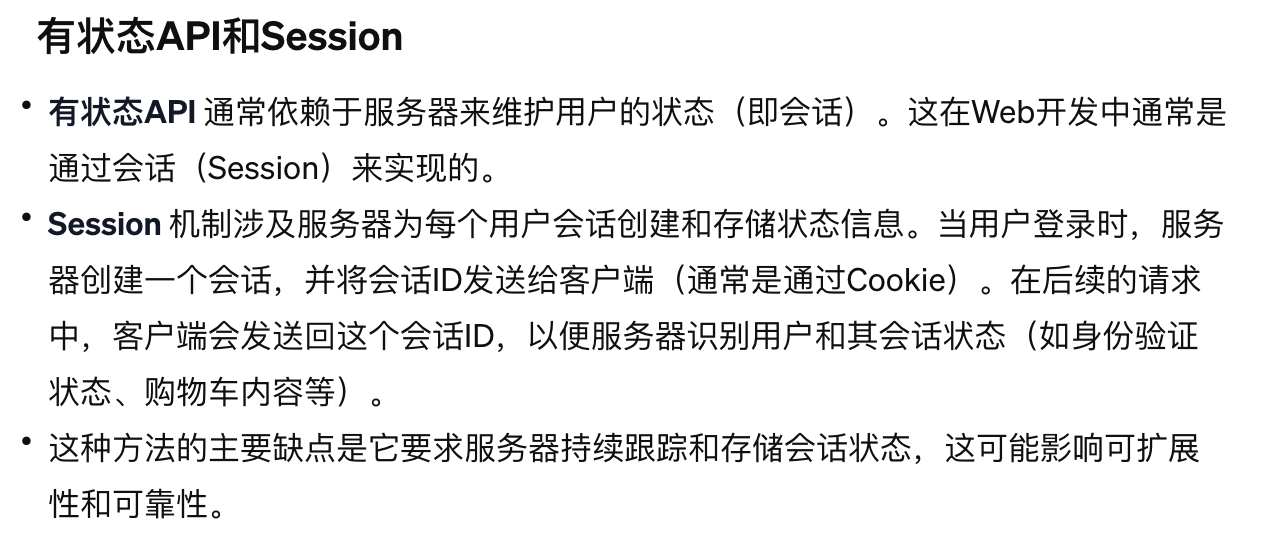 有状态API和Session
• 有状态API 通常依赖于服务器来维护用户的状态（即会话）。这在Web开发中通常是
通过会话（Session）来实现的。
• Session 机制涉及服务器为每个用户会话创建和存储状态信息。当用户登录时，服务
器创建一个会话，并将会话ID发送给客户端（通常是通过Cookie）。在后续的请求
中，客户端会发送回这个会话ID，以便服务器识别用户和其会话状态（如身份验证
状态、购物车内容等）。
• 这种方法的主要缺点是它要求服务器持续跟踪和存储会话状态，这可能影响可扩展
性和可靠性。